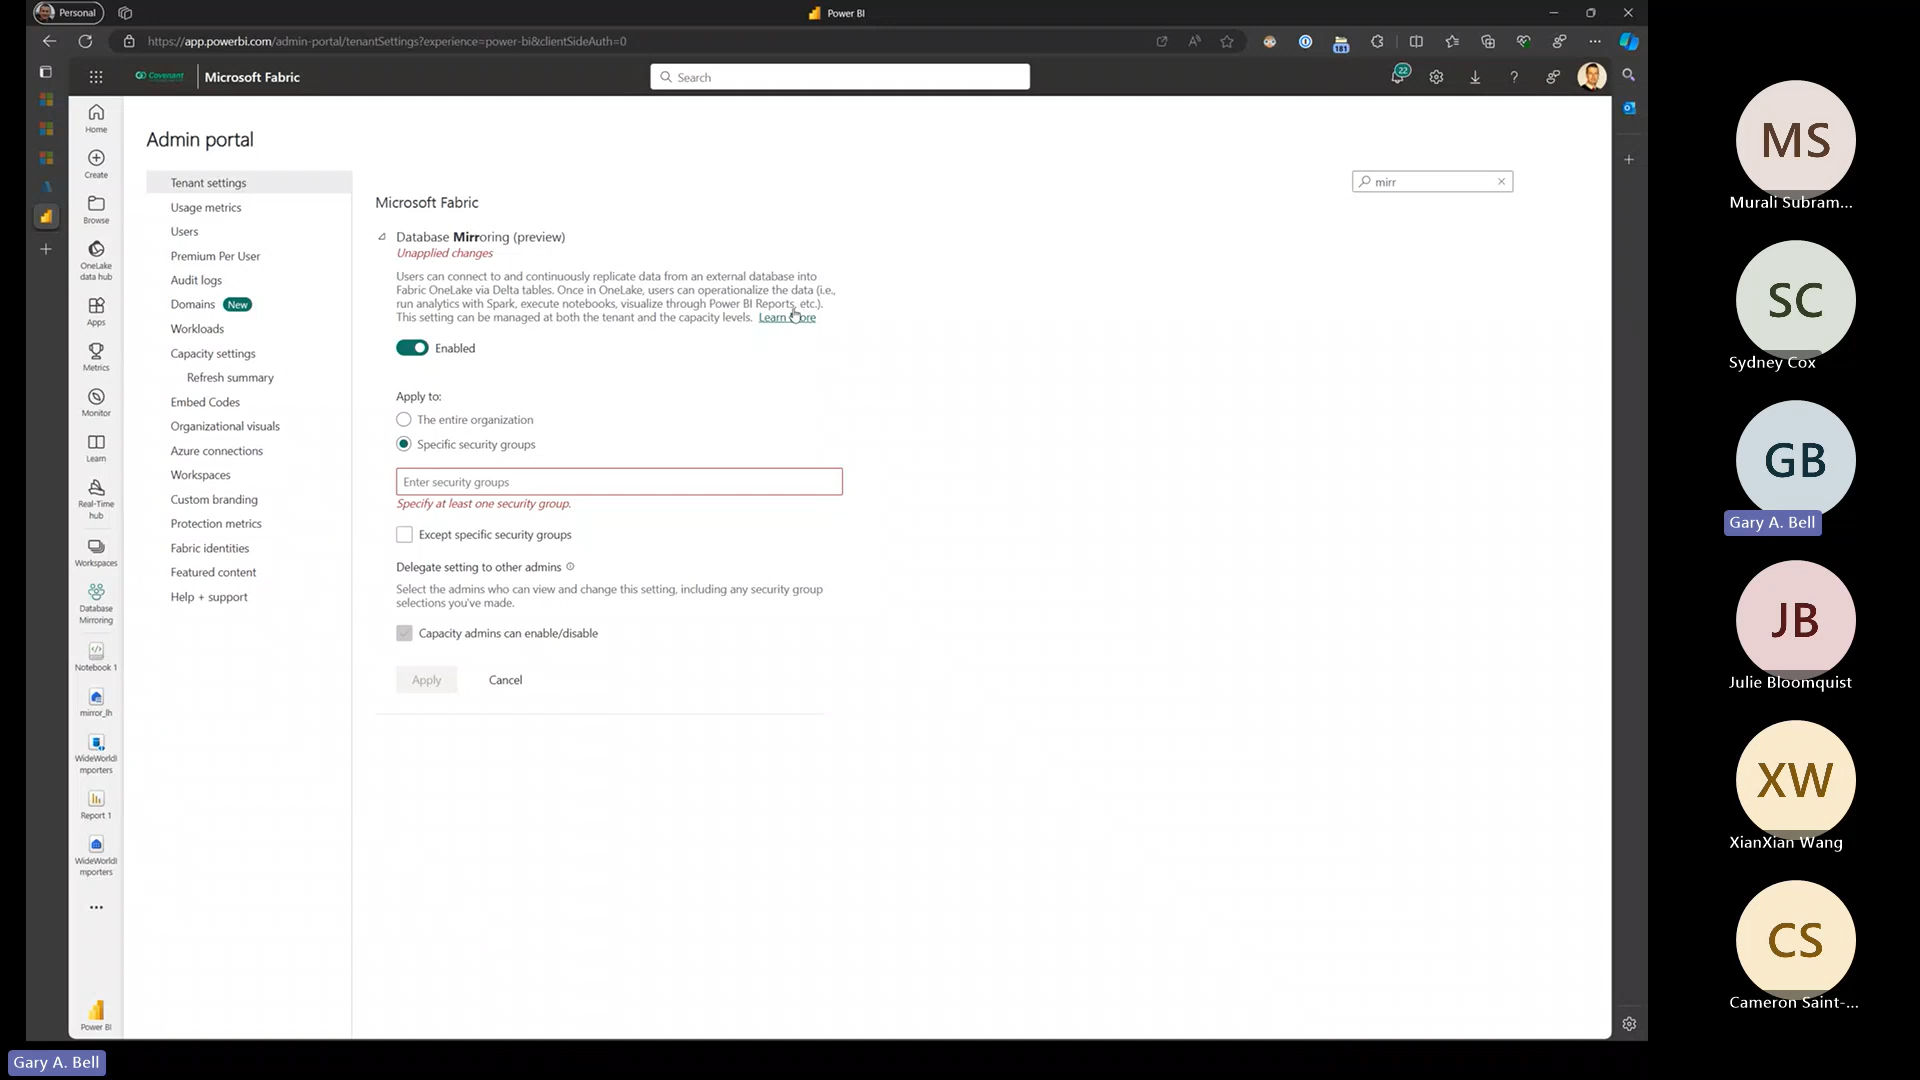 Personal
Power BI
https://app.powerbi.com/admin-portal/tenantSettings?experience=power-bi&clientSideAuth=0
181
Covenant
Microsoft Fabric
Search
22
Home
Create
Browse
OneLake
data hub
Apps
Metrics
Monitor
Learn
Real-Time
hub
Workspaces
Database
Mirroring
Notebook 1
mirror_lh
WideWorldI
mporters
Report 1
WideWorldI
mporters
Power BI
Admin portal
Tenant settings
Usage metrics
Users
Premium Per User
Audit logs
Domains New
Workloads
Capacity settings
Refresh summary
Embed Codes
Organizational visuals
Azure connections
Workspaces
Custom branding
Protection metrics
Fabric identities
Featured content
Help + support
mirr
Microsoft Fabric
Database Mirroring (preview)
Unapplied changes
Users can connect to and continuously replicate data from an external database into
Fabric OneLake via Delta tables. Once in OneLake, users can operationalize the data (i.e.,
run analytics with Spark, execute notebooks, visualize through Power BI Reports, etc.).
This setting can be managed at both the tenant and the capacity levels. Learn more
Enabled
Apply to:
The entire organization
Specific security groups
Enter security groups
Specify at least one security group.
Except specific security groups
Delegate setting to other admins
Select the admins who can view and change this setting, including any security group
selections you've made.
Capacity admins can enable/disable
Apply
Cancel
MS
Murali Subram...
SC
Sydney Cox
GB
Gary A. Bell
JB
Julie Bloomquist
XW
XianXian Wang
CS
Cameron Saint-...
Gary A. Bell